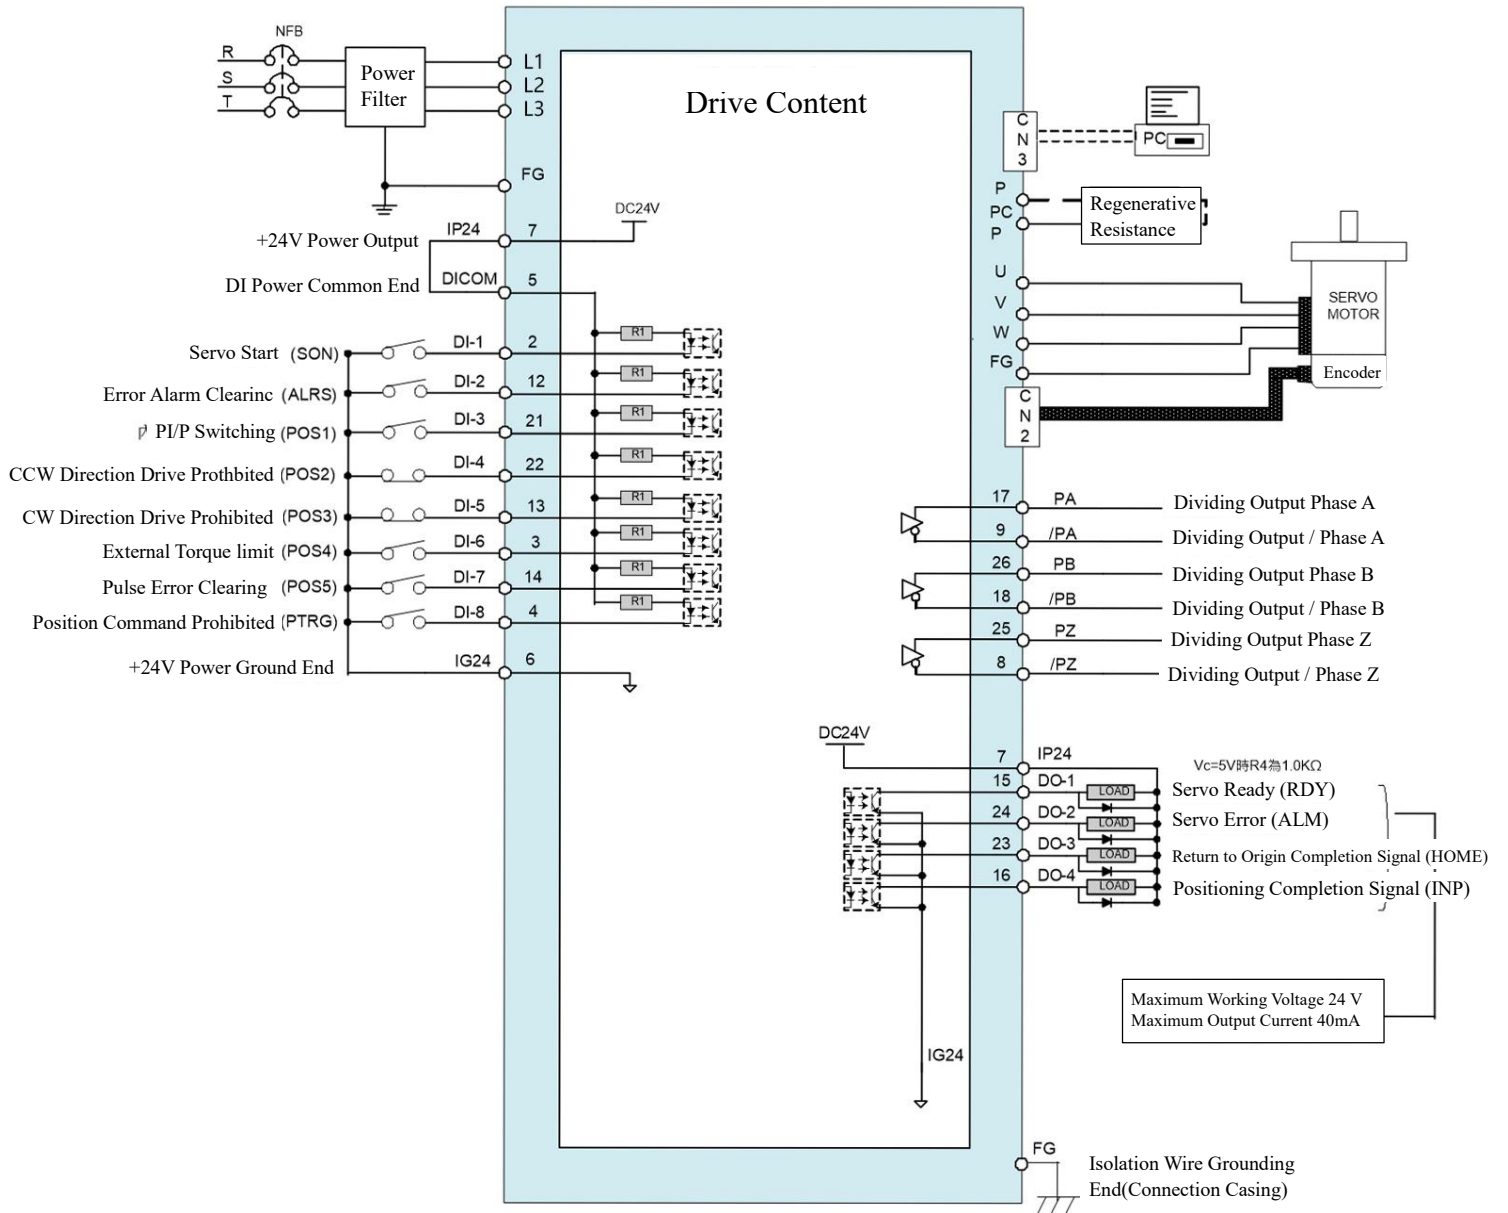 NFB
R
S
T
Power
Filter
L1
L2
L3
FG
Drive Content
C
N
3
PC
P
PC
P
Regenerative
Resistance
DC24V
+24V Power Output
IP24
7
DI Power Common End
DICOM
5
U
V
W
FG
SERVO
MOTOR
Encoder
C
N
2
Servo Start (SON)
DI-1
2
R1
Error Alarm Clearinc (ALRS)
DI-2
12
R1
PI/P Switching (POS1)
DI-3
21
R1
CCW Direction Drive Prothbited (POS2)
DI-4
22
R1
CW Direction Drive Prohibited (POS3)
DI-5
13
R1
External Torque limit (POS4)
DI-6
3
R1
Pulse Error Clearing (POS5)
DI-7
14
R1
Position Command Prohibited (PTRG)
DI-8
4
R1
+24V Power Ground End
IG24
6
17
PA
Dividing Output Phase A
9
/PA
Dividing Output / Phase A
26
PB
Dividing Output Phase B
18
/PB
Dividing Output / Phase B
25
PZ
Dividing Output Phase Z
8
/PZ
Dividing Output / Phase Z
DC24V
7
IP24
Vc=5V時R4為1.0KΩ
15
DO-1
LOAD
Servo Ready (RDY)
24
DO-2
LOAD
Servo Error (ALM)
23
DO-3
LOAD
Return to Origin Completion Signal (HOME)
16
DO-4
LOAD
Positioning Completion Signal (INP)
Maximum Working Voltage 24 V
Maximum Output Current 40mA
IG24
FG
Isolation Wire Grounding
End(Connection Casing)